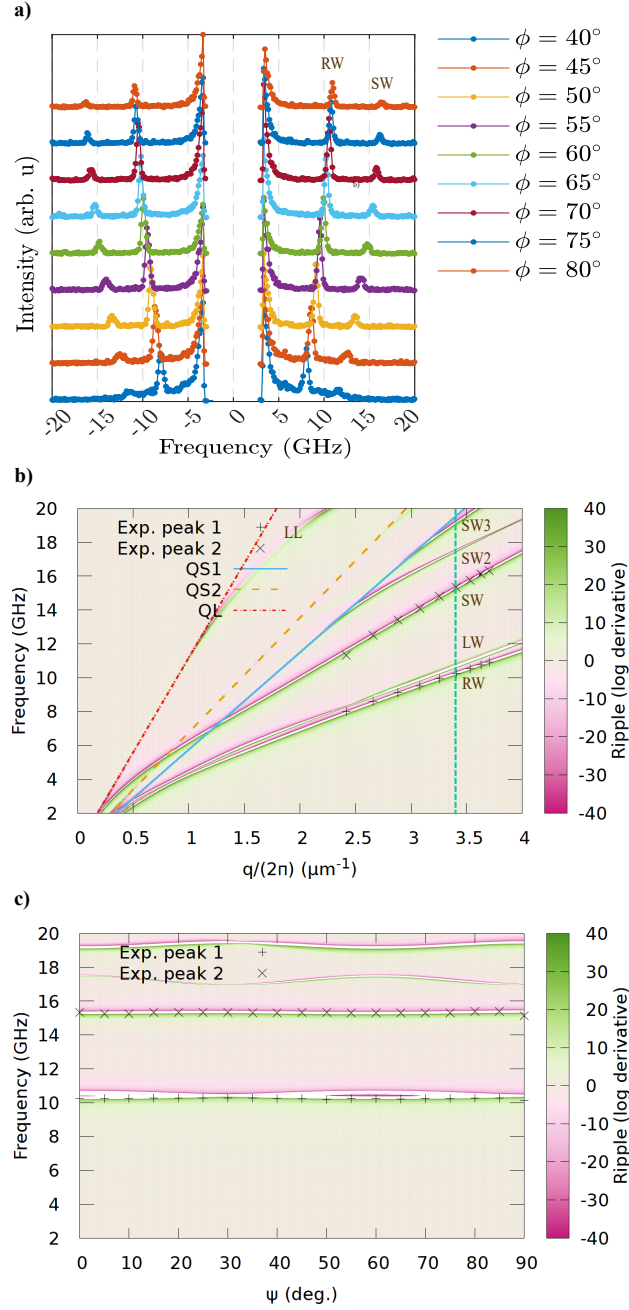 a)
RW
SW
b)
Intensity (arb. u)
-20
-15
-10
-5
0
5
10
15
20
Frequency (GHz)
ϕ = 40°
ϕ = 45°
ϕ = 50°
ϕ = 55°
ϕ = 60°
ϕ = 65°
ϕ = 70°
ϕ = 75°
ϕ = 80°
b)
20
18
16
14
12
10
8
6
4
2
Frequency (GHz)
Exp. peak 1
Exp. peak 2
QS1
QS2
QL
LL
SW3
SW2
SW
LW
RW
0
0.5
1
1.5
2
2.5
3
3.5
4
q/(2π) (μm⁻¹)
40
30
20
10
0
-10
-20
-30
-40
Ripple (log derivative)
c)
20
18
16
14
12
10
8
6
4
2
Frequency (GHz)
Exp. peak 1
Exp. peak 2
0
10
20
30
40
50
60
70
80
90
ψ (deg.)
40
30
20
10
0
-10
-20
-30
-40
Ripple (log derivative)